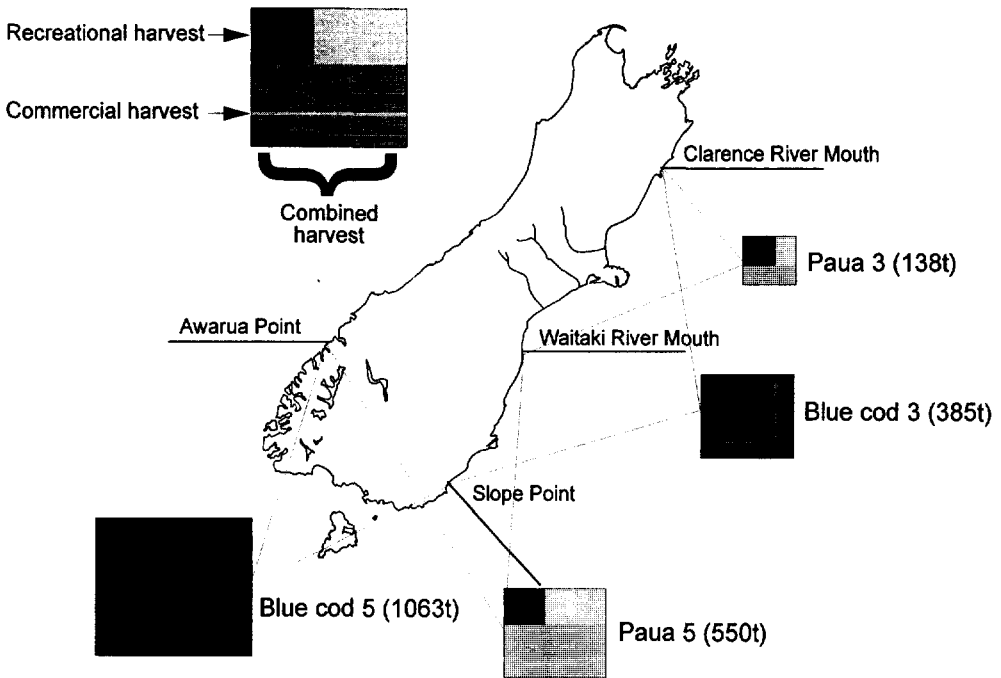 Recreational harvest
Commercial harvest
Combined
harvest
Clarence River Mouth
Paua 3 (138t)
Awarua Point
Waitaki River Mouth
Blue cod 3 (385t)
Slope Point
Blue cod 5 (1063t)
Paua 5 (550t)